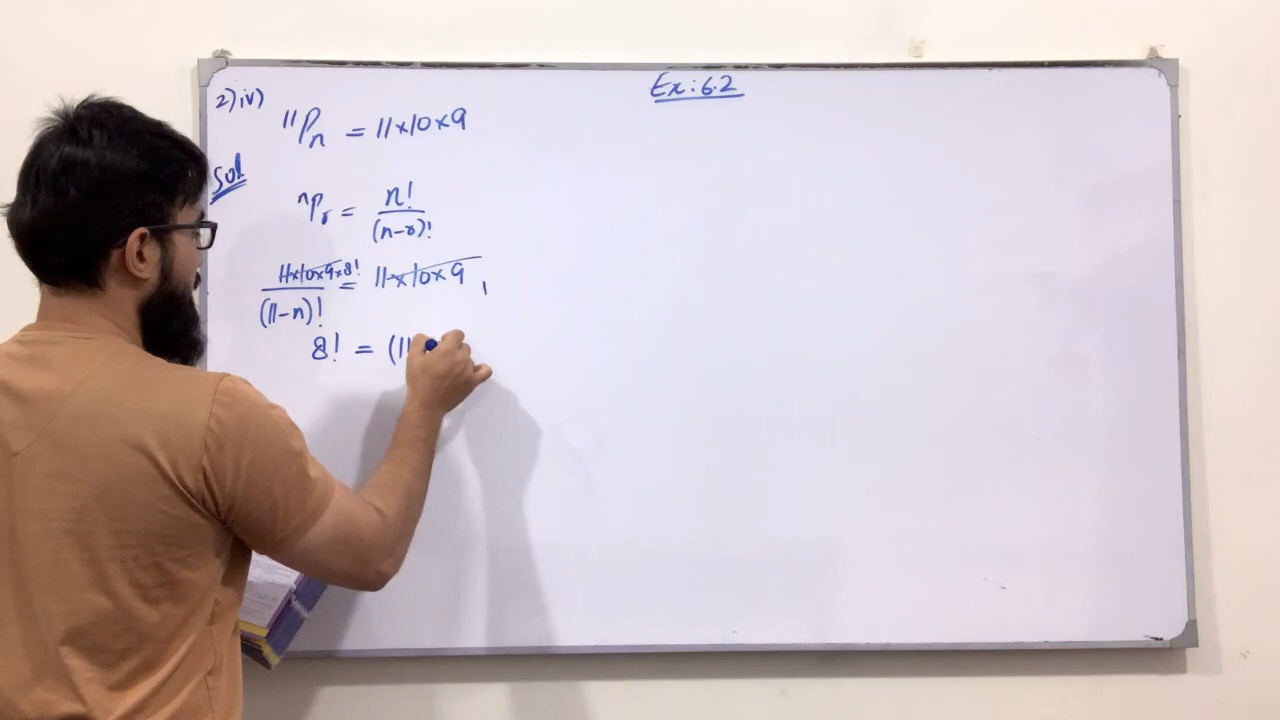 Ex: 6.2
2) iv)
¹¹Pₙ = 11×10×9
Sol
ⁿPᵣ = n!/(n-r)!
11×10×9×8!/(11-n)! = 11×10×9 ,
8! = (11